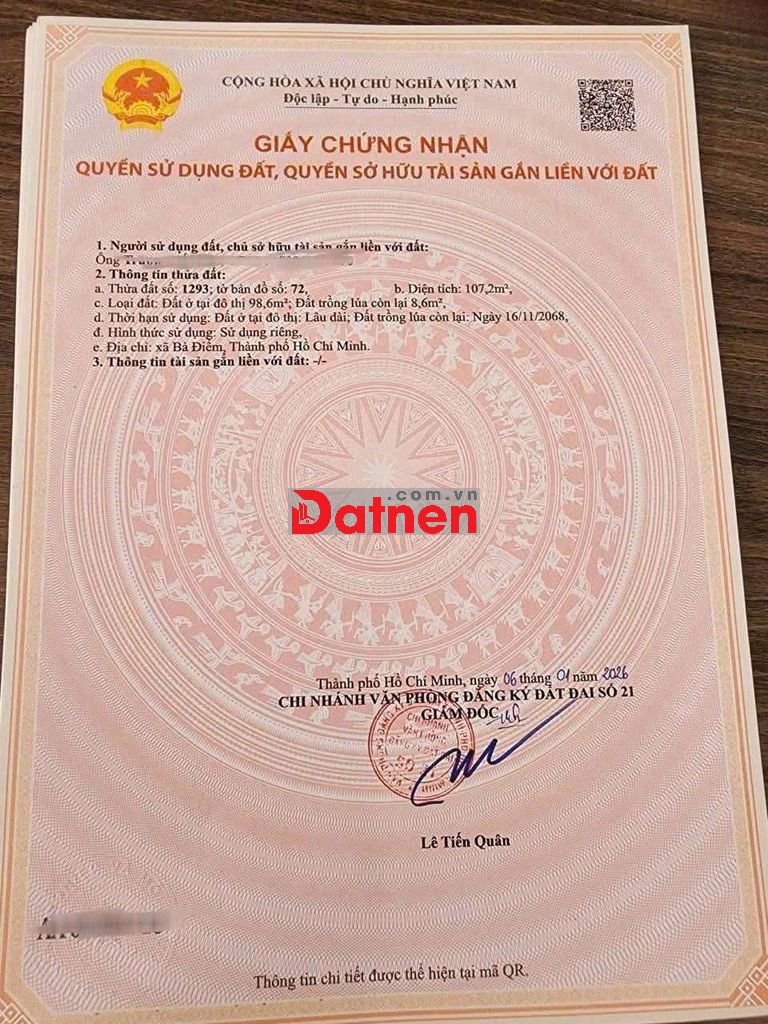 CỘNG HÒA XÃ HỘI CHỦ NGHĨA VIỆT NAM
Độc lập - Tự do - Hạnh phúc
GIẤY CHỨNG NHẬN
QUYỀN SỬ DỤNG ĐẤT, QUYỀN SỞ HỮU TÀI SẢN GẮN LIỀN VỚI ĐẤT
1. Người sử dụng đất, chủ sở hữu tài sản gắn liền với đất:
Ông
2. Thông tin thửa đất:
a. Thửa đất số: 1293; tờ bản đồ số: 72, b. Diện tích: 107,2m²,
c. Loại đất: Đất ở tại đô thị 98,6m²; Đất trồng lúa còn lại 8,6m²;
d. Thời hạn sử dụng: Đất ở tại đô thị: Lâu dài; Đất trồng lúa còn lại: Ngày 16/11/2068,
đ. Hình thức sử dụng: Sử dụng riêng,
e. Địa chỉ: xã Bà Điểm, Thành phố Hồ Chí Minh.
3. Thông tin tài sản gắn liền với đất: -/-
.com.vn
Datnen
Thành phố Hồ Chí Minh, ngày 06 tháng 01 năm 2026
CHI NHÁNH VĂN PHÒNG ĐĂNG KÝ ĐẤT ĐAI SỐ 21
GIÁM ĐỐC
CHI NHÁNH
VĂN PHÒNG
Lê Tiến Quân
Thông tin chi tiết được thể hiện tại mã QR.